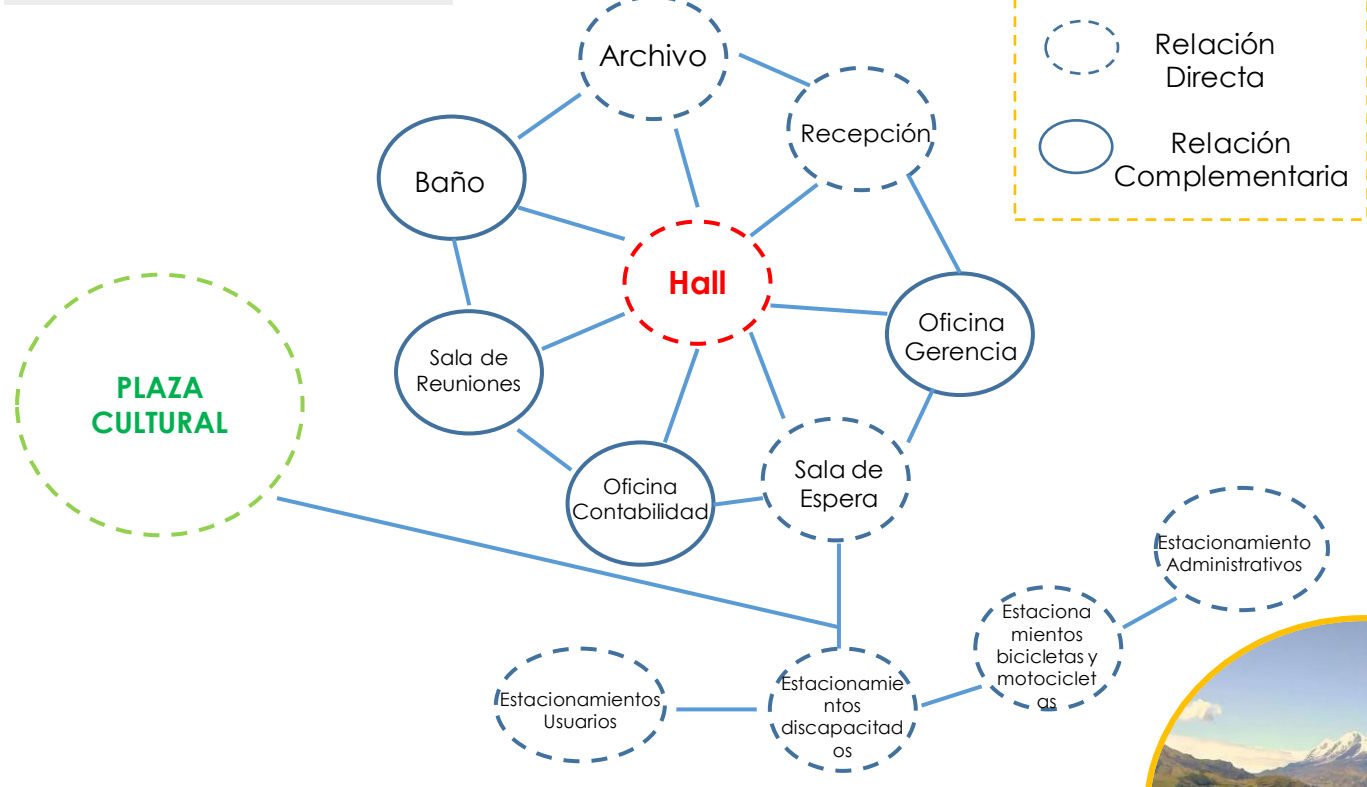 Archivo
Relación
Directa
Recepción
Relación
Complementaria
Baño
Hall
Oficina
Gerencia
Sala de
Reuniones
PLAZA
CULTURAL
Sala de
Espera
Oficina
Contabilidad
Estacionamiento
Administrativos
Estaciona
mientos
bicicletas y
motociclet
as
Estacionamientos
Usuarios
Estacionamie
ntos
discapacitad
os